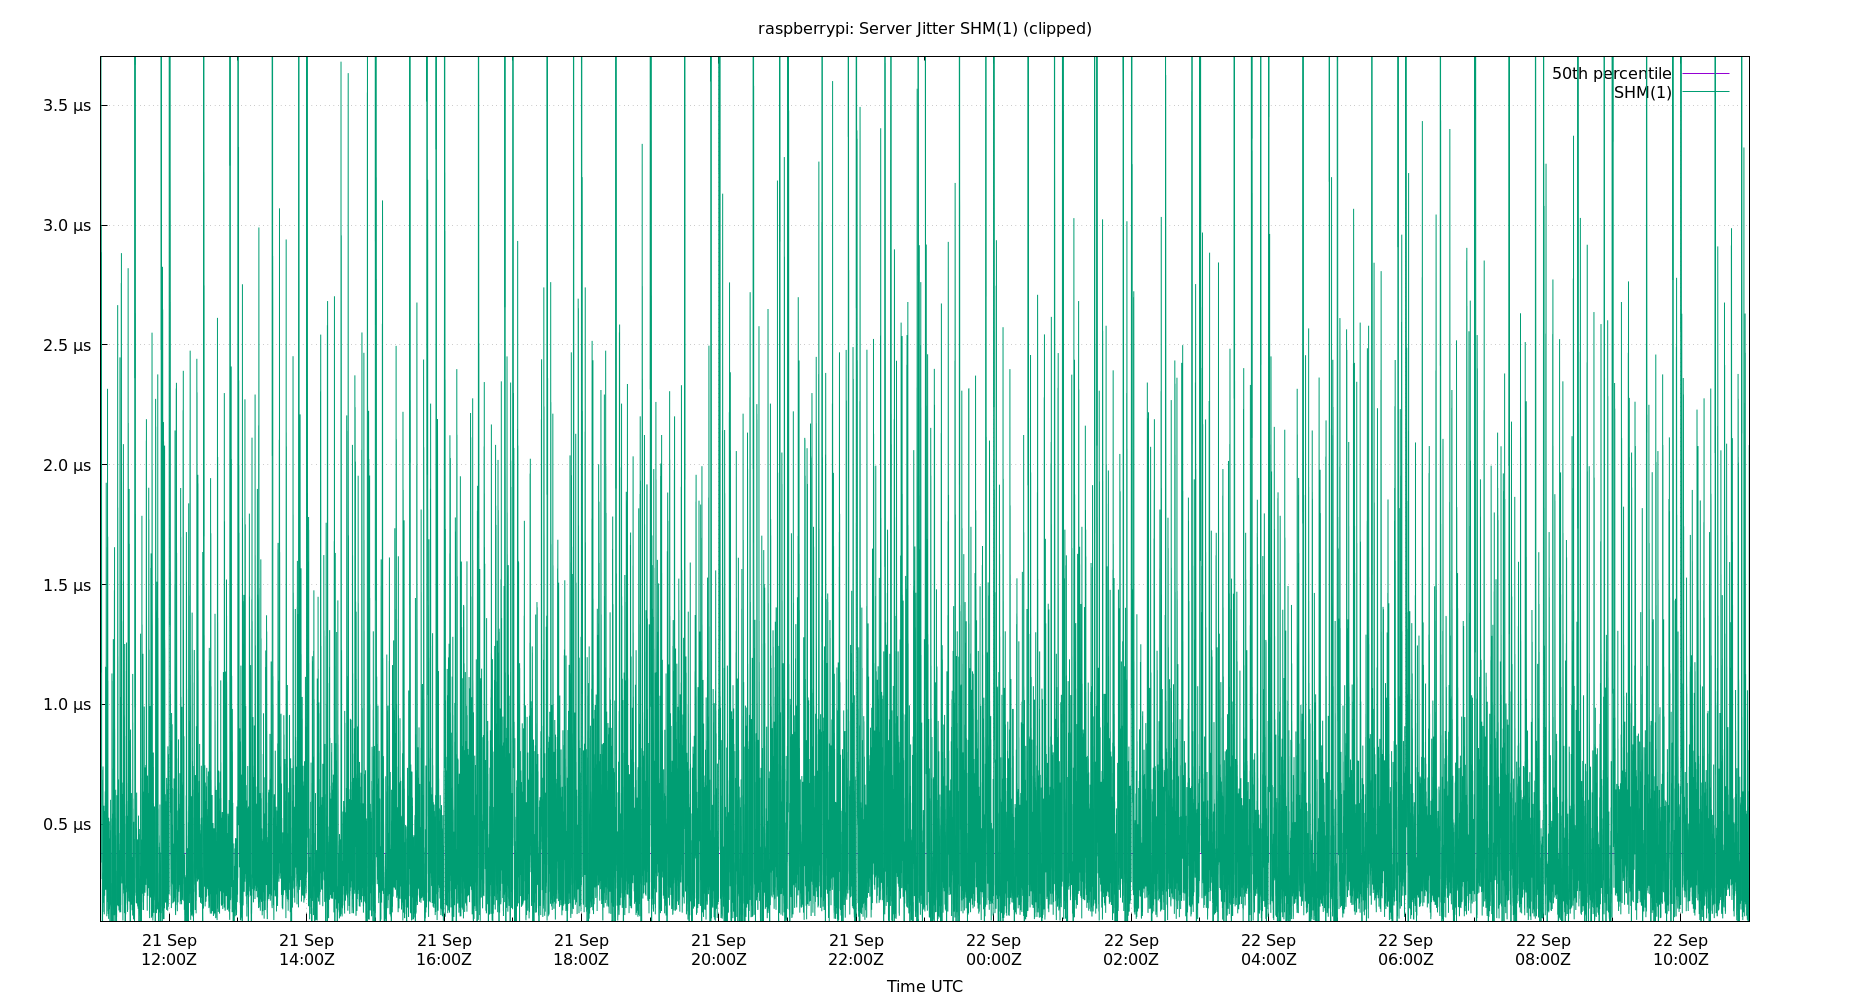 raspberrypi: Server Jitter SHM(1) (clipped)
50th percentile
SHM(1)
3.5 µs
3.0 µs
2.5 µs
2.0 µs
1.5 µs
1.0 µs
0.5 µs
21 Sep 21 Sep 21 Sep 21 Sep 21 Sep 21 Sep 22 Sep 22 Sep 22 Sep 22 Sep 22 Sep 22 Sep
12:00Z 14:00Z 16:00Z 18:00Z 20:00Z 22:00Z 00:00Z 02:00Z 04:00Z 06:00Z 08:00Z 10:00Z
Time UTC